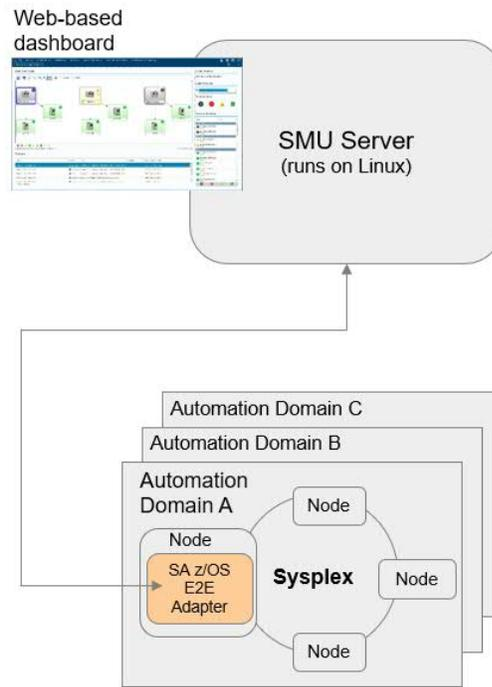 Web-based
dashboard
SMU Server
(runs on Linux)
Automation Domain C
Automation Domain B
Automation
Domain A
Node
Node
SA z/OS
E2E
Adapter
Sysplex
Node
Node